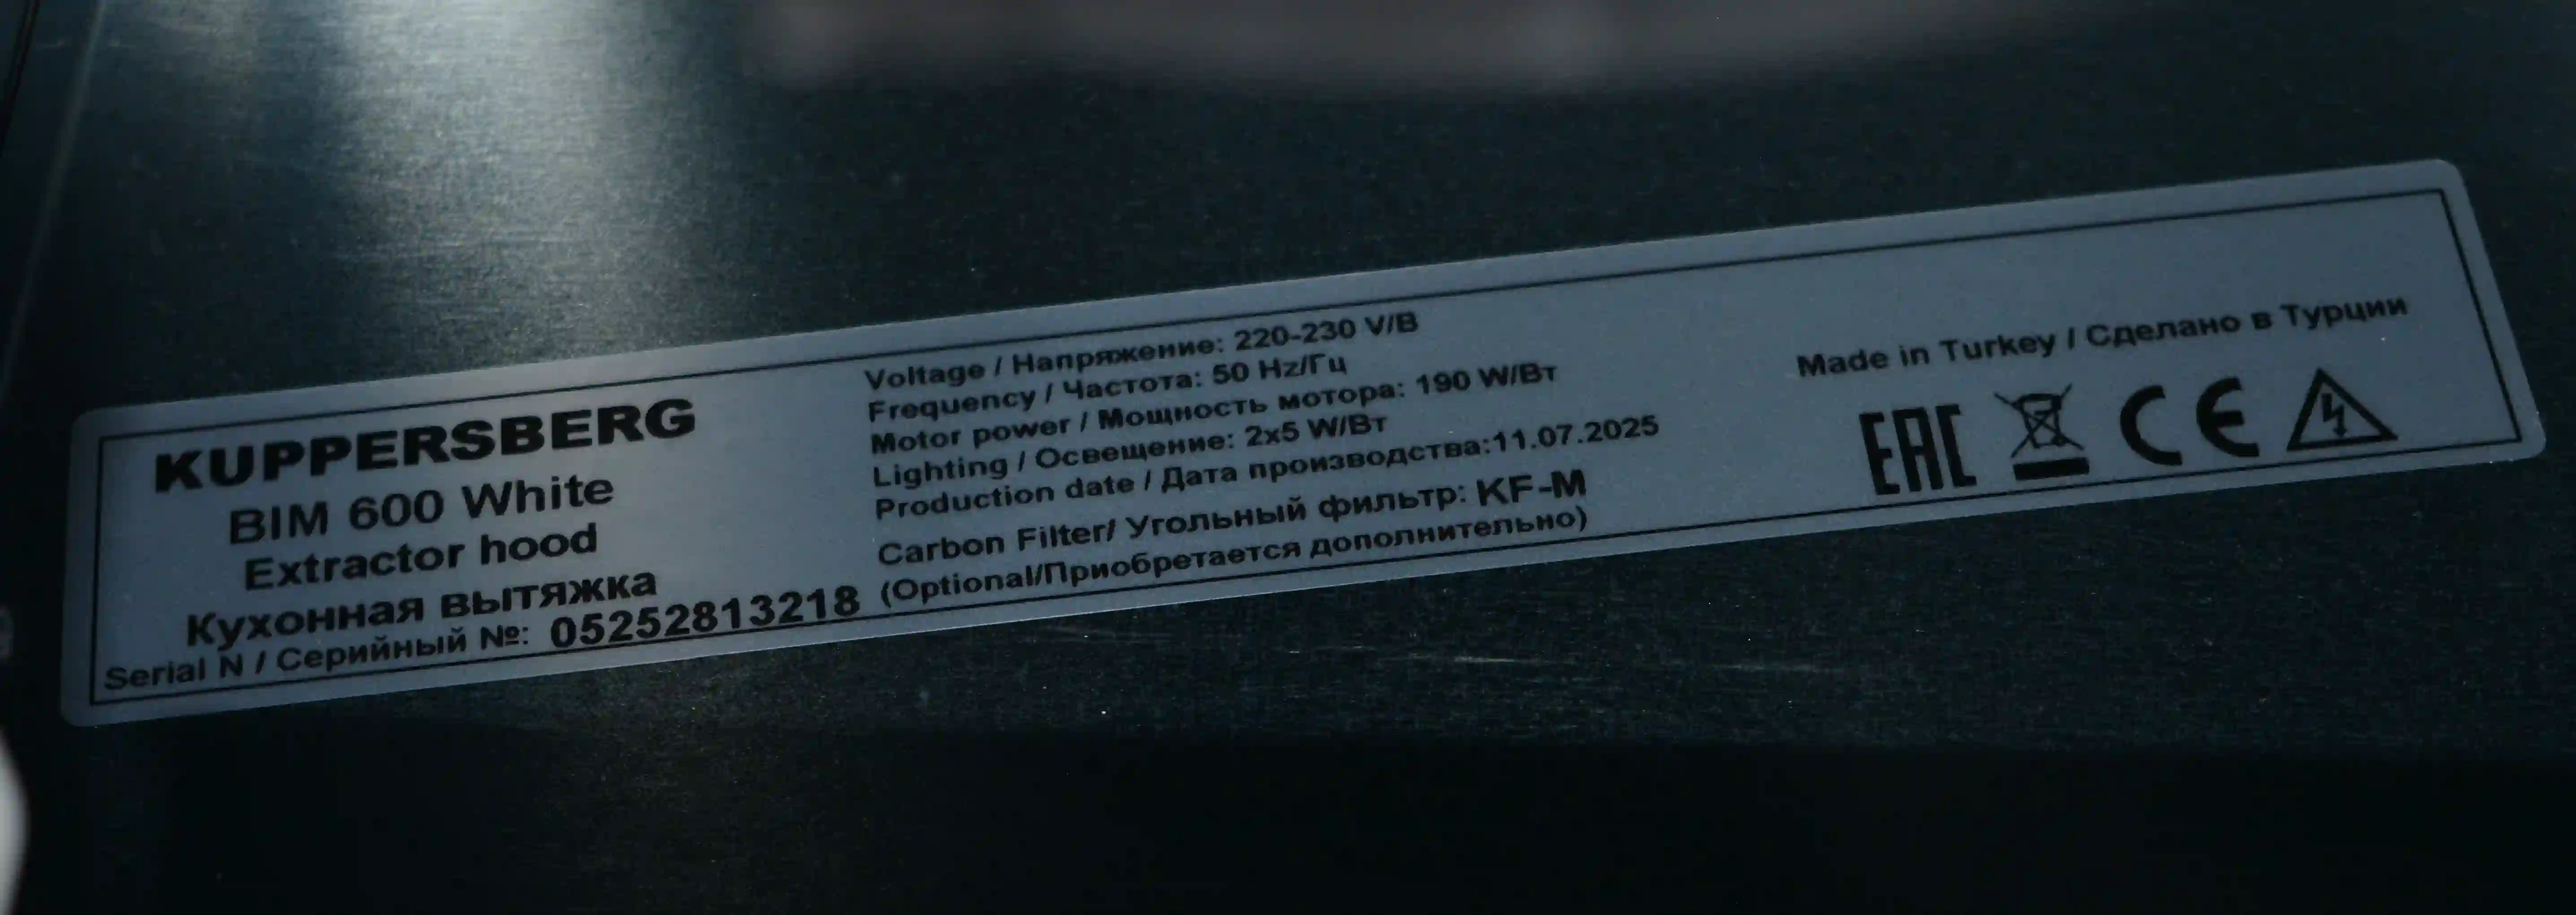 KUPPERSBERG
BIM 600 White
Extractor hood
Кухонная вытяжка
Serial N / Серийный №: 05252813218
Voltage / Напряжение: 220-230 V/В
Frequency / Частота: 50 Hz/Гц
Motor power / Мощность мотора: 190 W/Вт
Lighting / Освещение: 2x5 W/Вт
Production date / Дата производства:11.07.2025
Carbon Filter/ Угольный фильтр: KF-M
(Optional/Приобретается дополнительно)
Made in Turkey / Сделано в Турции
EAC CE